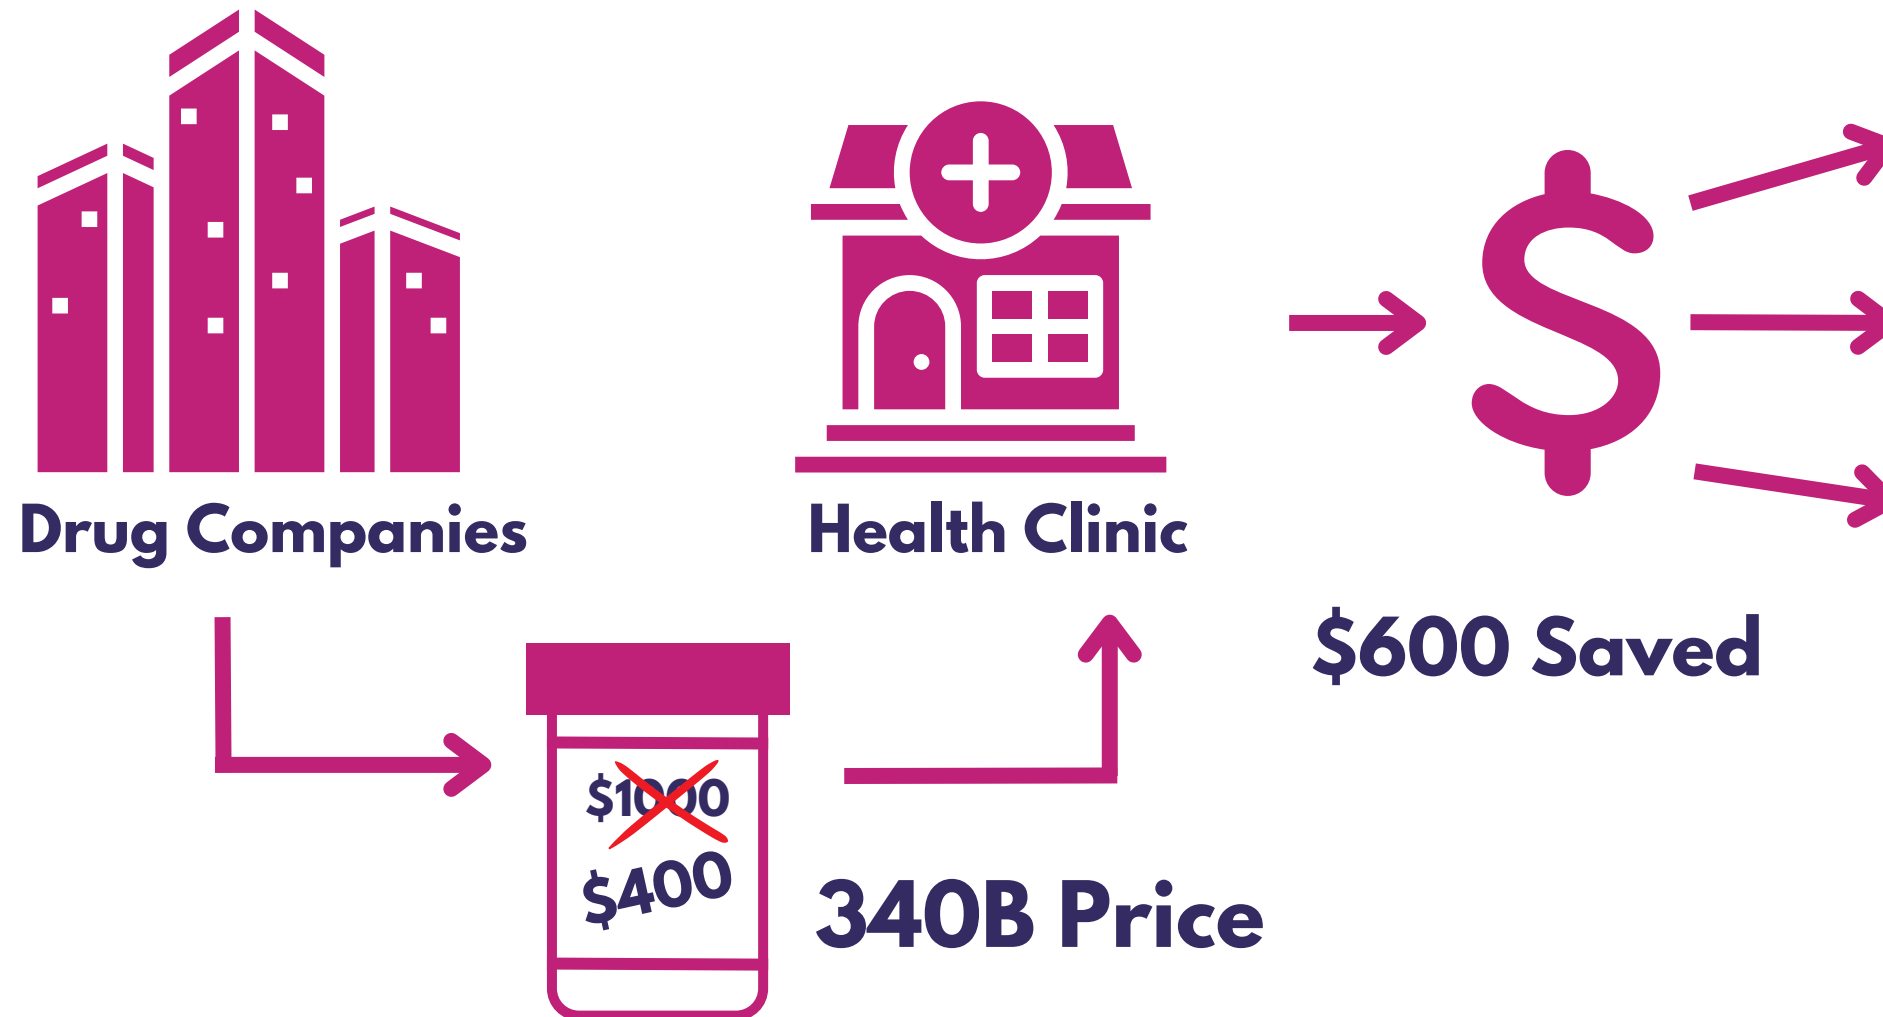 Drug Companies
Health Clinic
$600 Saved
$1000
$400
340B Price